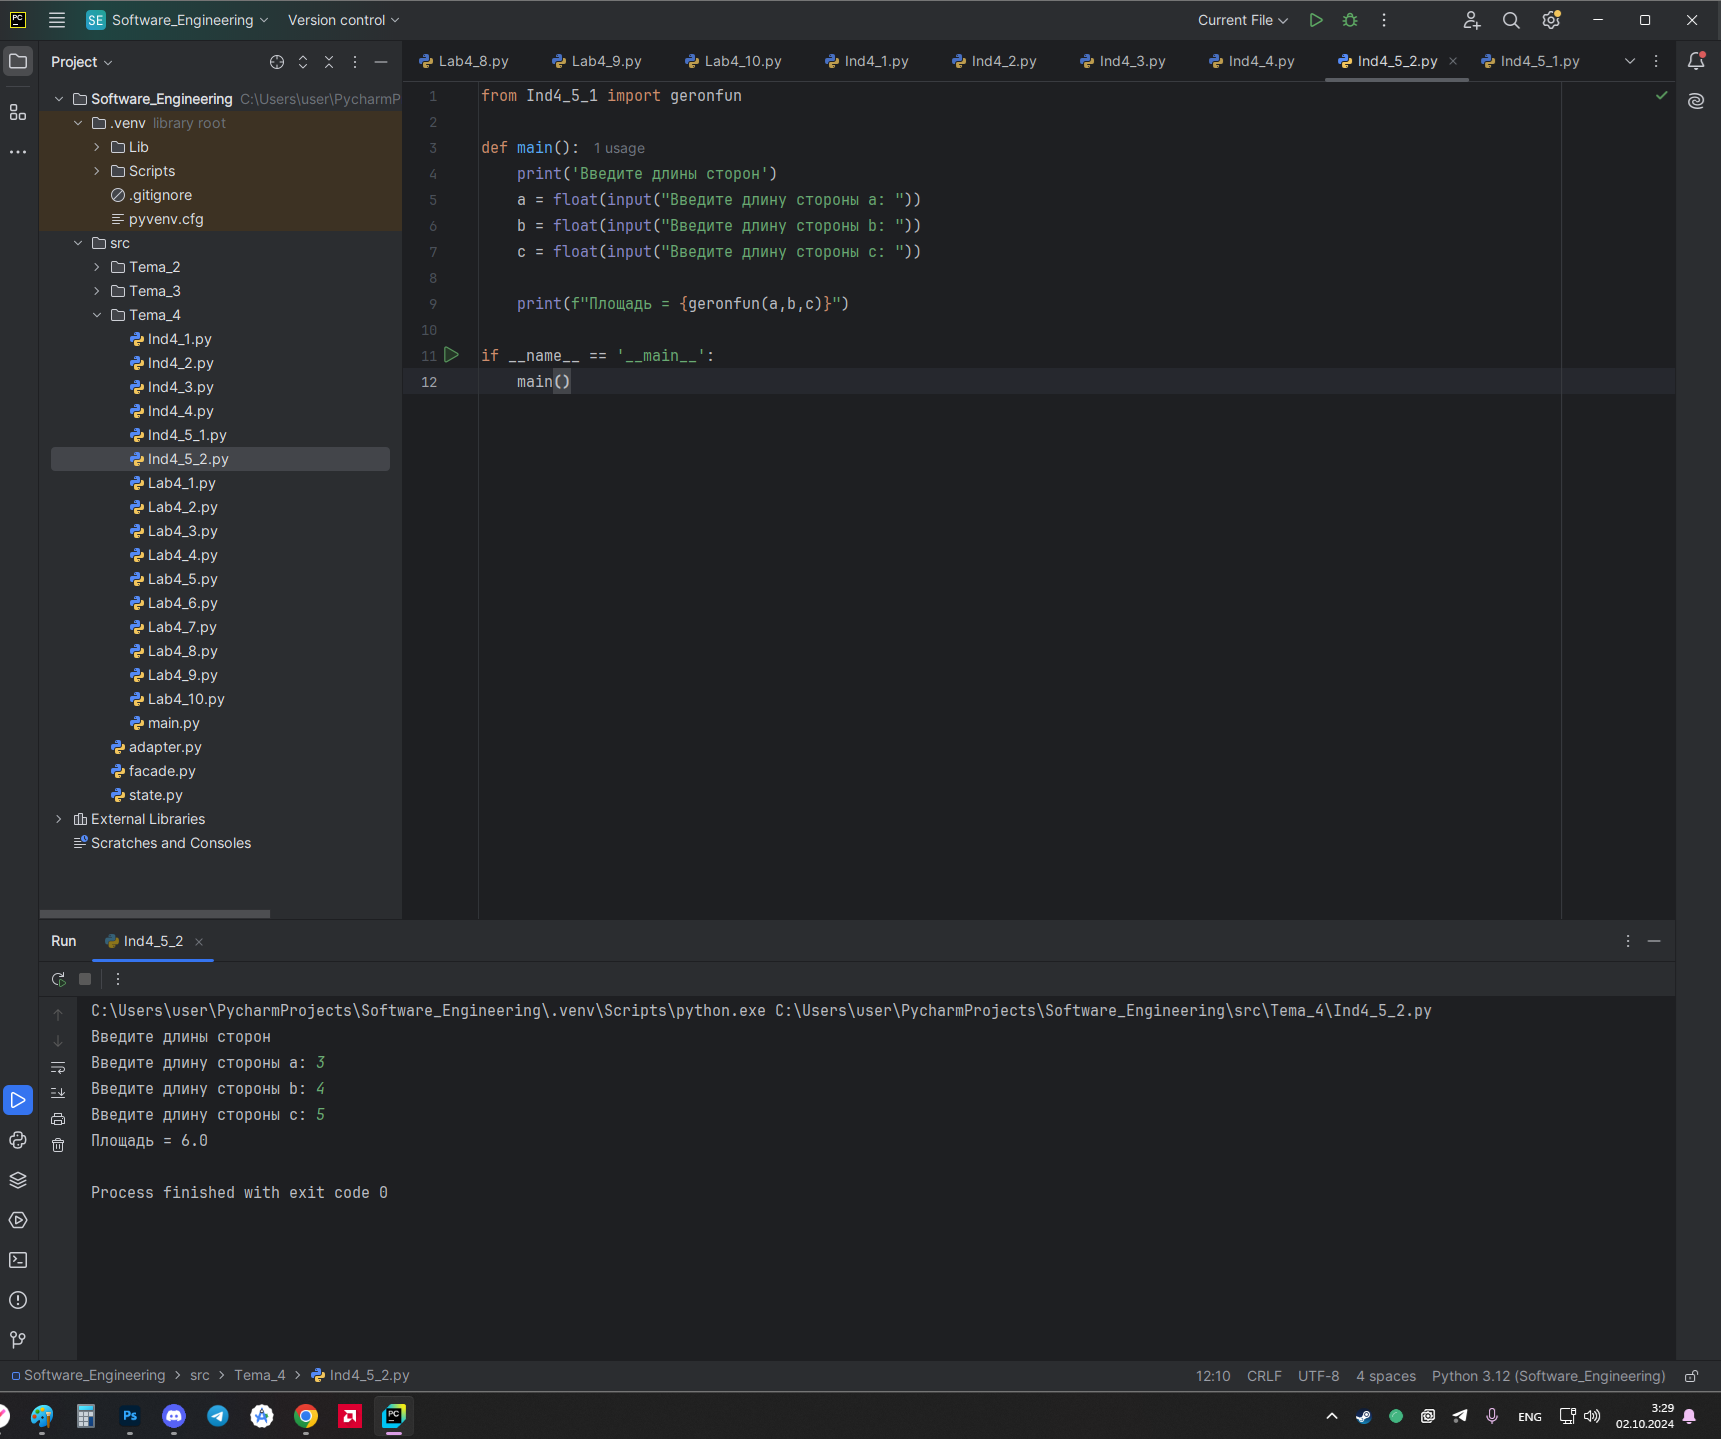 PC SE Software_Engineering Version control Current File
Project
Lab4_8.py Lab4_9.py Lab4_10.py Ind4_1.py Ind4_2.py Ind4_3.py Ind4_4.py Ind4_5_2.py Ind4_5_1.py
Software_Engineering C:\Users\user\PycharmP
.venv library root
Lib
Scripts
.gitignore
pyvenv.cfg
src
Tema_2
Tema_3
Tema_4
Ind4_1.py
Ind4_2.py
Ind4_3.py
Ind4_4.py
Ind4_5_1.py
Ind4_5_2.py
Lab4_1.py
Lab4_2.py
Lab4_3.py
Lab4_4.py
Lab4_5.py
Lab4_6.py
Lab4_7.py
Lab4_8.py
Lab4_9.py
Lab4_10.py
main.py
adapter.py
facade.py
state.py
External Libraries
Scratches and Consoles
1 from Ind4_5_1 import geronfun
2
3 def main(): 1 usage
4 print('Введите длины сторон')
5 a = float(input("Введите длину стороны a: "))
6 b = float(input("Введите длину стороны b: "))
7 c = float(input("Введите длину стороны c: "))
8
9 print(f"Площадь = {geronfun(a,b,c)}")
10
11 if __name__ == '__main__':
12 main()
Run Ind4_5_2
C:\Users\user\PycharmProjects\Software_Engineering\.venv\Scripts\python.exe C:\Users\user\PycharmProjects\Software_Engineering\src\Tema_4\Ind4_5_2.py
Введите длины сторон
Введите длину стороны a: 3
Введите длину стороны b: 4
Введите длину стороны c: 5
Площадь = 6.0
Process finished with exit code 0
Software_Engineering > src > Tema_4 > Ind4_5_2.py 12:10 CRLF UTF-8 4 spaces Python 3.12 (Software_Engineering)
Ps PC ENG 3:29
02.10.2024